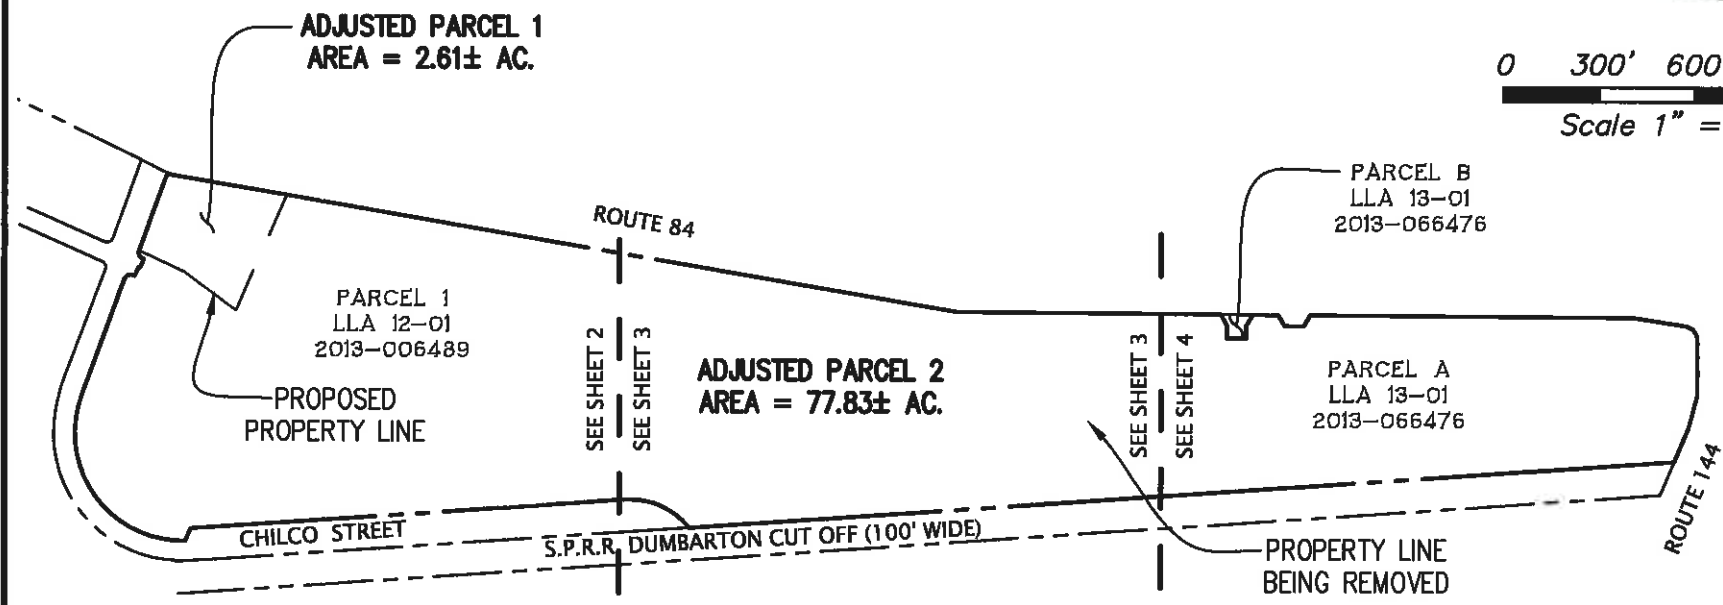 ADJUSTED PARCEL 1
AREA = 2.61± AC.
0 300' 600
Scale 1" =
PARCEL B
LLA 13-01
2013-066476
ROUTE 84
PARCEL 1
LLA 12-01
2013-006489
SEE SHEET 2
SEE SHEET 3
ADJUSTED PARCEL 2
AREA = 77.83± AC.
SEE SHEET 3
SEE SHEET 4
PARCEL A
LLA 13-01
2013-066476
PROPOSED
PROPERTY LINE
ROUTE 144
CHILCO STREET
S.P.R.R. DUMBARTON CUT OFF (100' WIDE)
PROPERTY LINE
BEING REMOVED